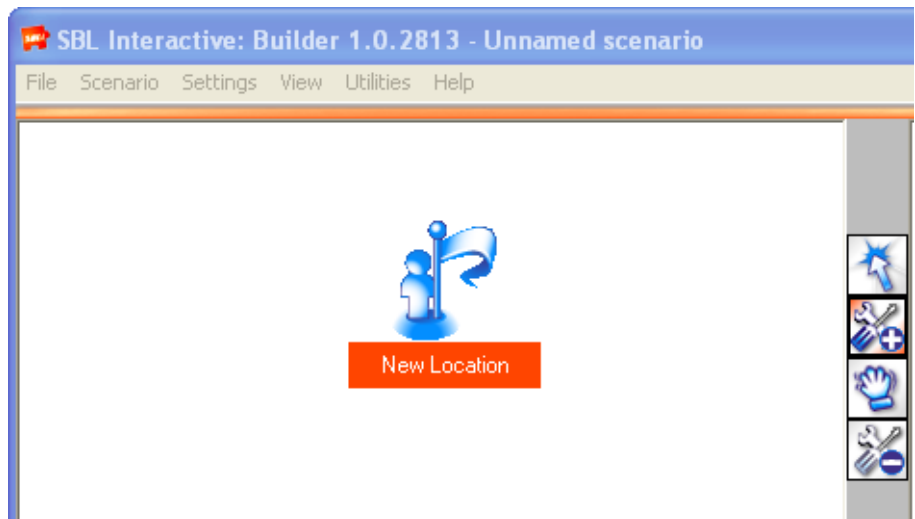 SBL Interactive: Builder 1.0.2813 - Unnamed scenario
File Scenario Settings View Utilities Help
New Location